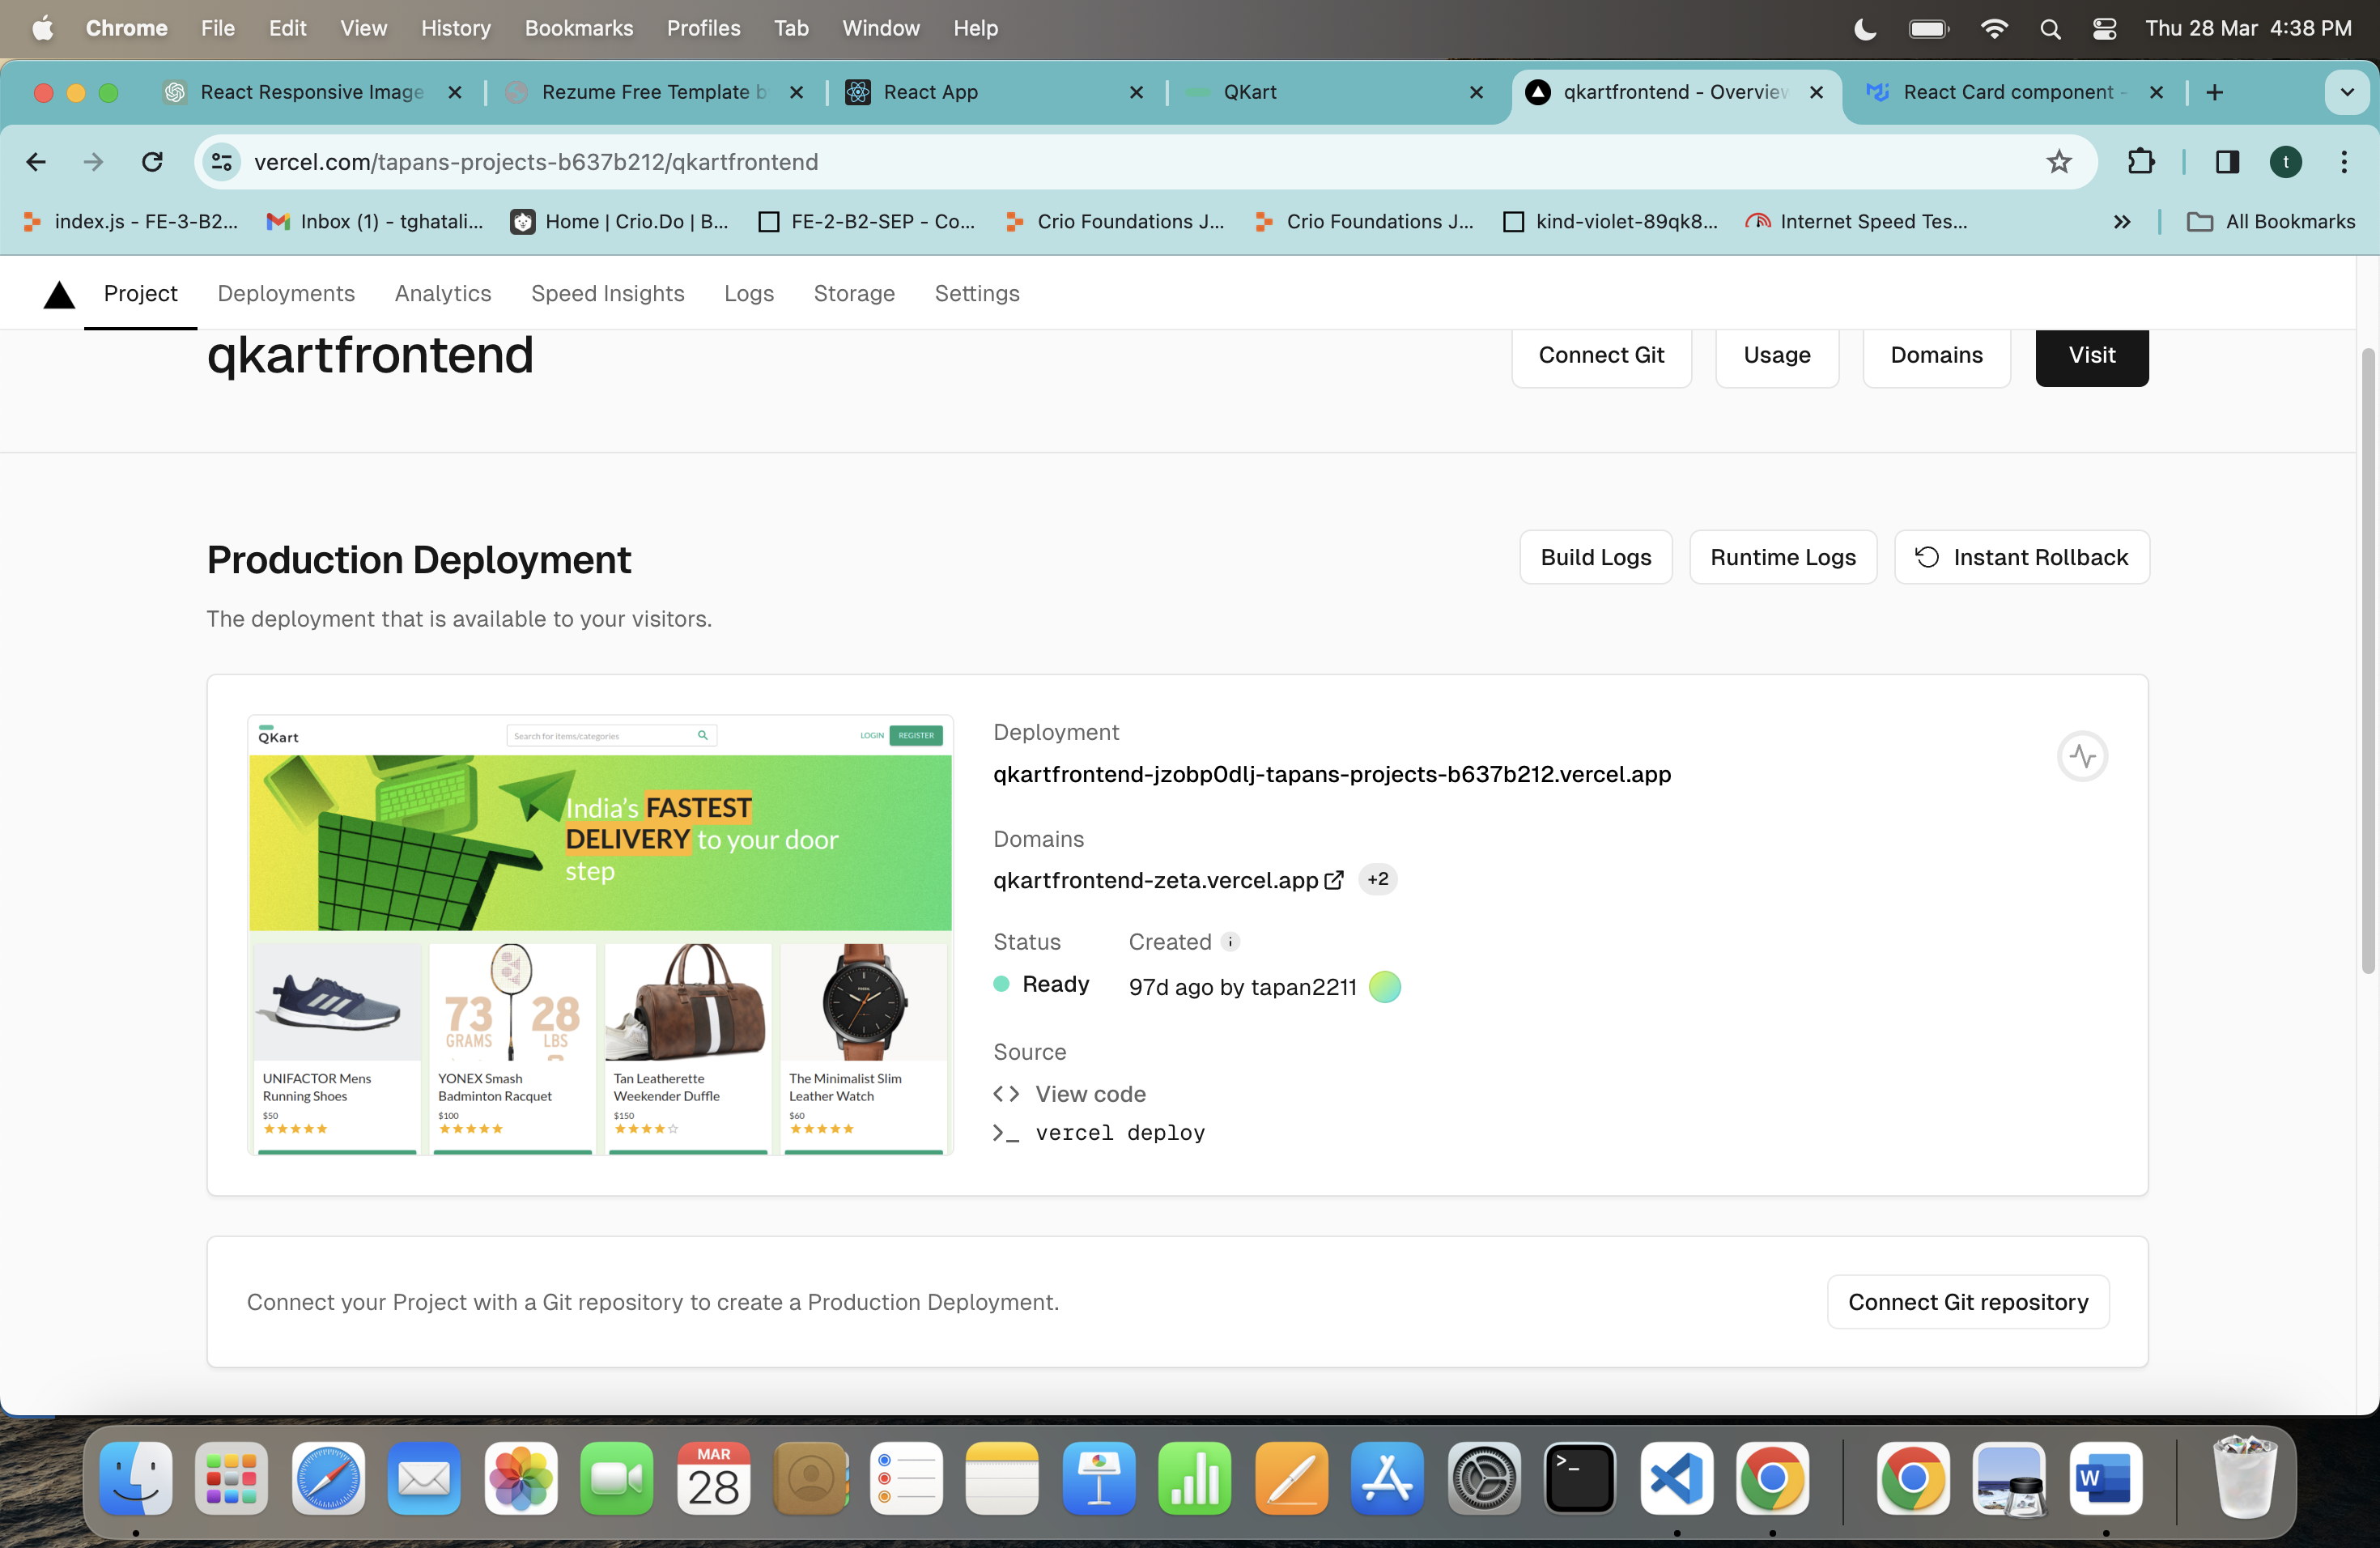 Chrome File Edit View History Bookmarks Profiles Tab Window Help Thu 28 Mar 4:38 PM
React Responsive Image Rezume Free Template b React App QKart qkartfrontend - Overview React Card component -
vercel.com/tapans-projects-b637b212/qkartfrontend t
index.js - FE-3-B2... Inbox (1) - tghatali... Home | Crio.Do | B... FE-2-B2-SEP - Co... Crio Foundations J... Crio Foundations J... kind-violet-89qk8... Internet Speed Tes... All Bookmarks
Project Deployments Analytics Speed Insights Logs Storage Settings
qkartfrontend Connect Git Usage Domains Visit
Production Deployment Build Logs Runtime Logs Instant Rollback
The deployment that is available to your visitors.
QKart Search for items/categories LOGIN REGISTER
India's FASTEST
DELIVERY to your door
step
73 28
GRAMS LBS
UNIFACTOR Mens
Running Shoes
$50
YONEX Smash
Badminton Racquet
$100
Tan Leatherette
Weekender Duffle
$150
The Minimalist Slim
Leather Watch
$60
Deployment
qkartfrontend-jzobp0dlj-tapans-projects-b637b212.vercel.app
Domains
qkartfrontend-zeta.vercel.app +2
Status Created i
Ready 97d ago by tapan2211
Source
<> View code
>_ vercel deploy
Connect your Project with a Git repository to create a Production Deployment. Connect Git repository
MAR
28
>_
W